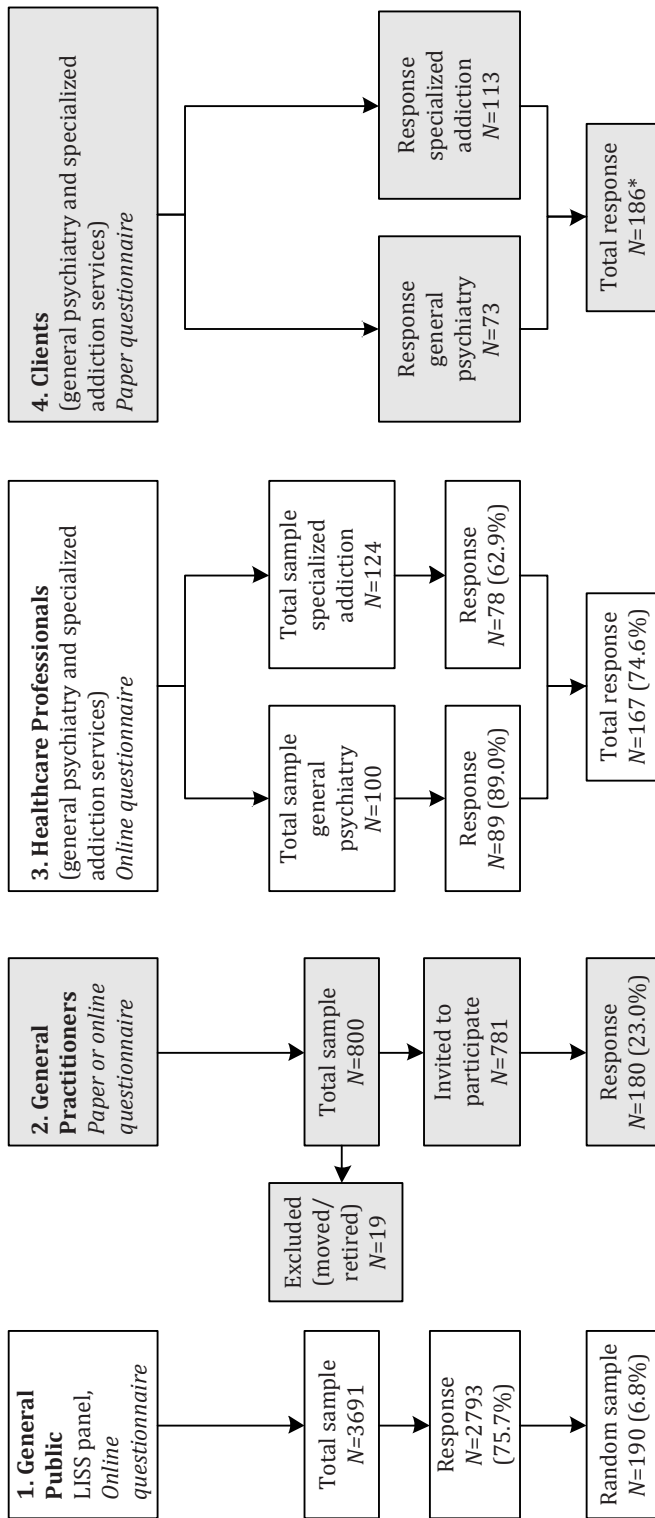 1. General
Public
LISS panel,
Online
questionnaire
Total sample
N=3691
Response
N=2793
(75.7%)
Random sample
N=190 (6.8%)
2. General
Practitioners
Paper or online
questionnaire
Total sample
N=800
Excluded
(moved/
retired)
N=19
Invited to
participate
N=781
Response
N=180 (23.0%)
3. Healthcare Professionals
(general psychiatry and specialized
addiction services)
Online questionnaire
Total sample
general
psychiatry
N=100
Total sample
specialized
addiction
N=124
Response
N=89 (89.0%)
Response
N=78 (62.9%)
Total response
N=167 (74.6%)
4. Clients
(general psychiatry and specialized
addiction services)
Paper questionnaire
Response
general
psychiatry
N=73
Response
specialized
addiction
N=113
Total response
N=186*